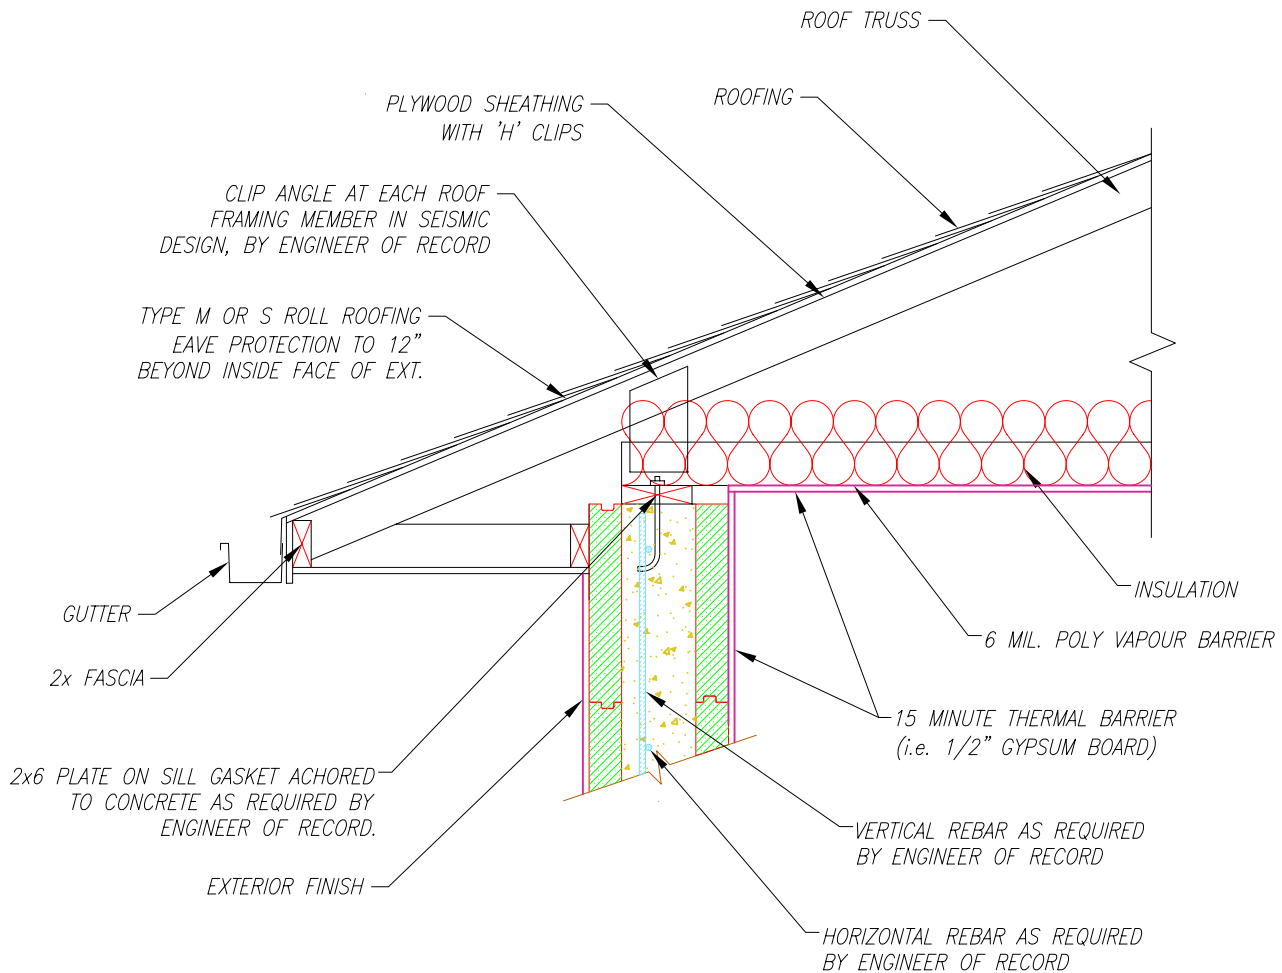 ROOF TRUSS
PLYWOOD SHEATHING
WITH 'H' CLIPS
ROOFING
CLIP ANGLE AT EACH ROOF
FRAMING MEMBER IN SEISMIC
DESIGN, BY ENGINEER OF RECORD
TYPE M OR S ROLL ROOFING
EAVE PROTECTION TO 12"
BEYOND INSIDE FACE OF EXT.
INSULATION
GUTTER
6 MIL. POLY VAPOUR BARRIER
2x FASCIA
15 MINUTE THERMAL BARRIER
(i.e. 1/2" GYPSUM BOARD)
2x6 PLATE ON SILL GASKET ACHORED
TO CONCRETE AS REQUIRED BY
ENGINEER OF RECORD.
VERTICAL REBAR AS REQUIRED
BY ENGINEER OF RECORD
EXTERIOR FINISH
HORIZONTAL REBAR AS REQUIRED
BY ENGINEER OF RECORD